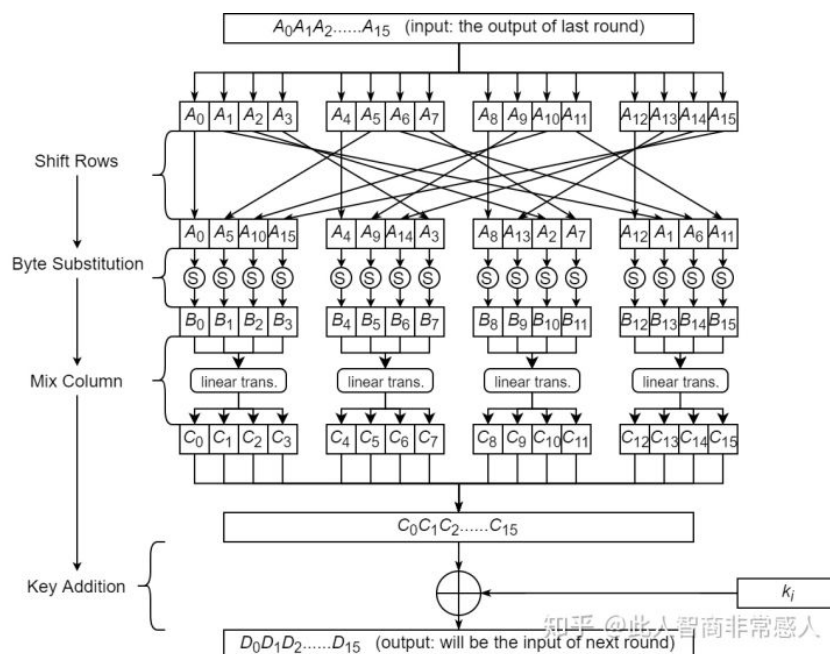 A0A1A2......A15 (input: the output of last round)
A0 A1 A2 A3 A4 A5 A6 A7 A8 A9 A10 A11 A12 A13 A14 A15
Shift Rows
A0 A5 A10 A15 A4 A9 A14 A3 A8 A13 A2 A7 A12 A1 A6 A11
Byte Substitution
S S S S S S S S S S S S S S S S
B0 B1 B2 B3 B4 B5 B6 B7 B8 B9 B10 B11 B12 B13 B14 B15
Mix Column
linear trans. linear trans. linear trans. linear trans.
C0 C1 C2 C3 C4 C5 C6 C7 C8 C9 C10 C11 C12 C13 C14 C15
C0C1C2......C15
Key Addition
ki
知乎 @此人智商非常感人
D0D1D2......D15 (output: will be the input of next round)